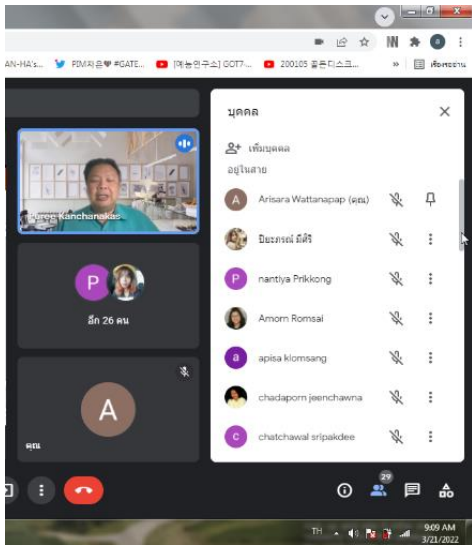 AN-HA's...
PIM자은♥ #GATE...
[예능연구소] GOT7-...
200105 골든디스크...
»
เรื่องรออ่าน
บุคคล
เพิ่มบุคคล
อยู่ในสาย
Arisara Wattanapap (คุณ)
ปิยะภรณ์ มีศิริ
nantiya Prikkong
Amorn Romsai
apisa klomsang
chadaporn jeenchawna
chatchawal sripakdee
Puree Kanchanakas
P
อีก 26 คน
A
คุณ
29
TH
9:09 AM
3/21/2022